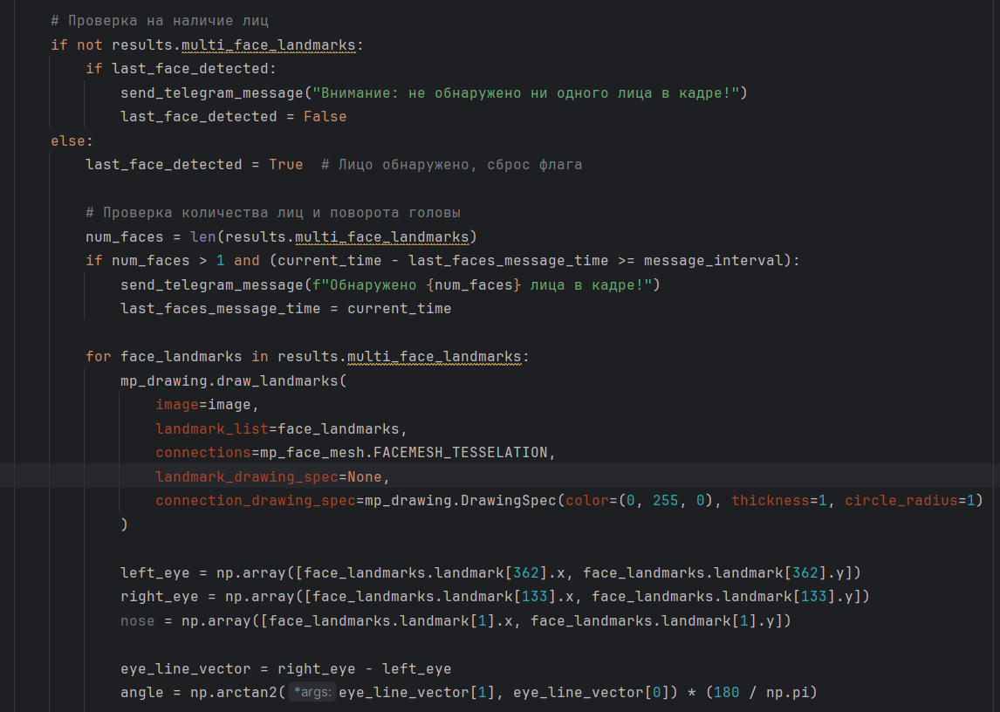 # Проверка на наличие лиц
if not results.multi_face_landmarks:
    if last_face_detected:
        send_telegram_message("Внимание: не обнаружено ни одного лица в кадре!")
        last_face_detected = False
else:
    last_face_detected = True  # Лицо обнаружено, сброс флага

    # Проверка количества лиц и поворота головы
    num_faces = len(results.multi_face_landmarks)
    if num_faces > 1 and (current_time - last_faces_message_time >= message_interval):
        send_telegram_message(f"Обнаружено {num_faces} лица в кадре!")
        last_faces_message_time = current_time

    for face_landmarks in results.multi_face_landmarks:
        mp_drawing.draw_landmarks(
            image=image,
            landmark_list=face_landmarks,
            connections=mp_face_mesh.FACEMESH_TESSELATION,
            landmark_drawing_spec=None,
            connection_drawing_spec=mp_drawing.DrawingSpec(color=(0, 255, 0), thickness=1, circle_radius=1)
        )

        left_eye = np.array([face_landmarks.landmark[362].x, face_landmarks.landmark[362].y])
        right_eye = np.array([face_landmarks.landmark[133].x, face_landmarks.landmark[133].y])
        nose = np.array([face_landmarks.landmark[1].x, face_landmarks.landmark[1].y])

        eye_line_vector = right_eye - left_eye
        angle = np.arctan2( *args: eye_line_vector[1], eye_line_vector[0]) * (180 / np.pi)